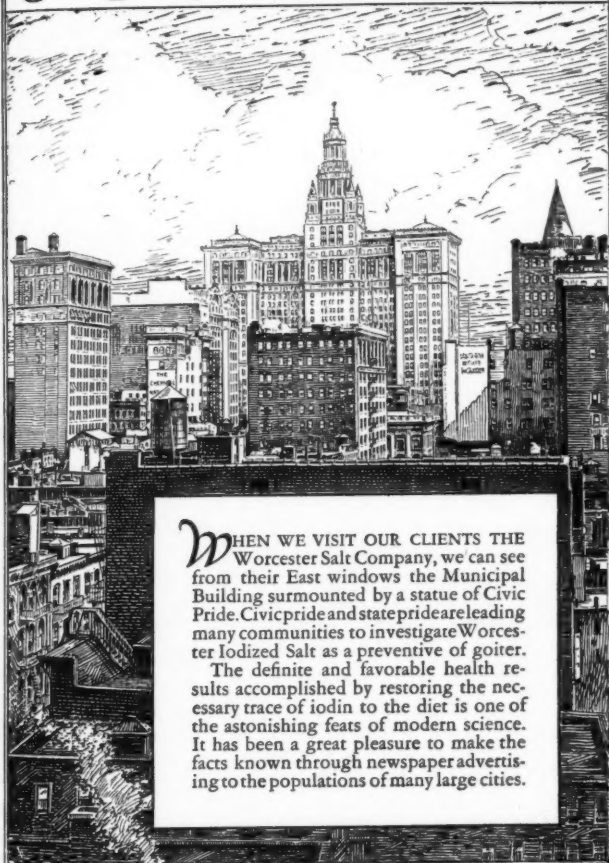 THE
WHEN WE VISIT OUR CLIENTS THE
Worcester Salt Company, we can see
from their East windows the Municipal
Building surmounted by a statue of Civic
Pride. Civic pride and state pride are leading
many communities to investigate Worces-
ter Iodized Salt as a preventive of goiter.
The definite and favorable health re-
sults accomplished by restoring the nec-
essary trace of iodin to the diet is one of
the astonishing feats of modern science.
It has been a great pleasure to make the
facts known through newspaper advertis-
ing to the populations of many large cities.